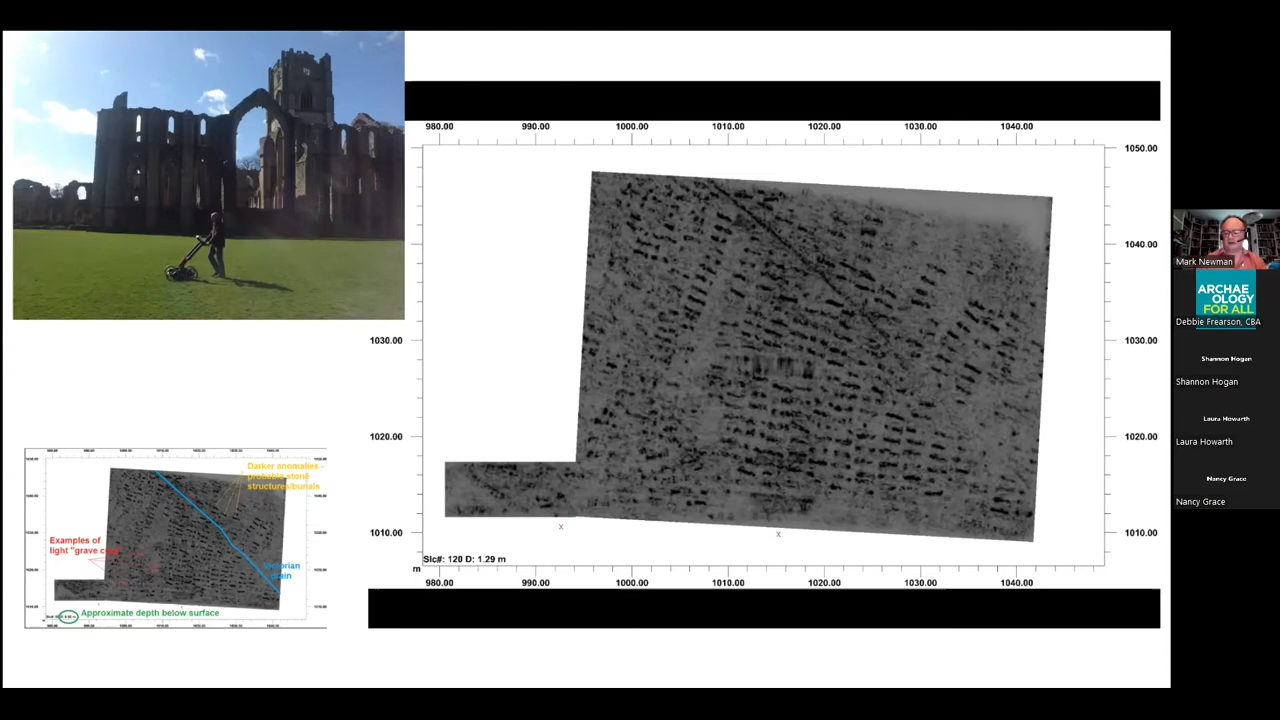 980.00 990.00 1000.00 1010.00 1020.00 1030.00 1040.00
1050.00
1040.00
1030.00 1030.00
1020.00 1020.00
1010.00 1010.00
x x
Slc#: 120 D: 1.29 m
m
980.00 990.00 1000.00 1010.00 1020.00 1030.00 1040.00
Darker anomalies -
probable stone
structures/burials
Examples of
light "grave
Approximate depth below surface
Mark Newman
ARCHAE
OLOGY
FOR ALL
Debbie Frearson, CBA
Shannon Hogan
Shannon Hogan
Laura Howarth
Laura Howarth
Nancy Grace
Nancy Grace